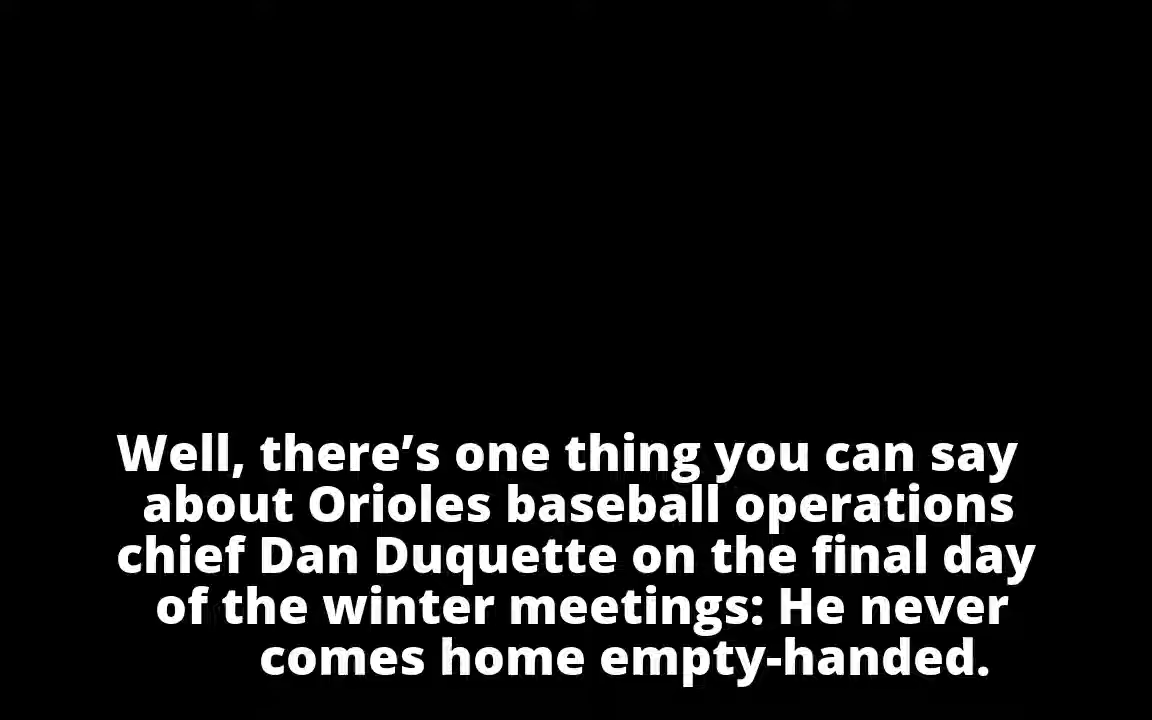 Well, there’s one thing you can say
about Orioles baseball operations
chief Dan Duquette on the final day
of the winter meetings: He never
comes home empty-handed.